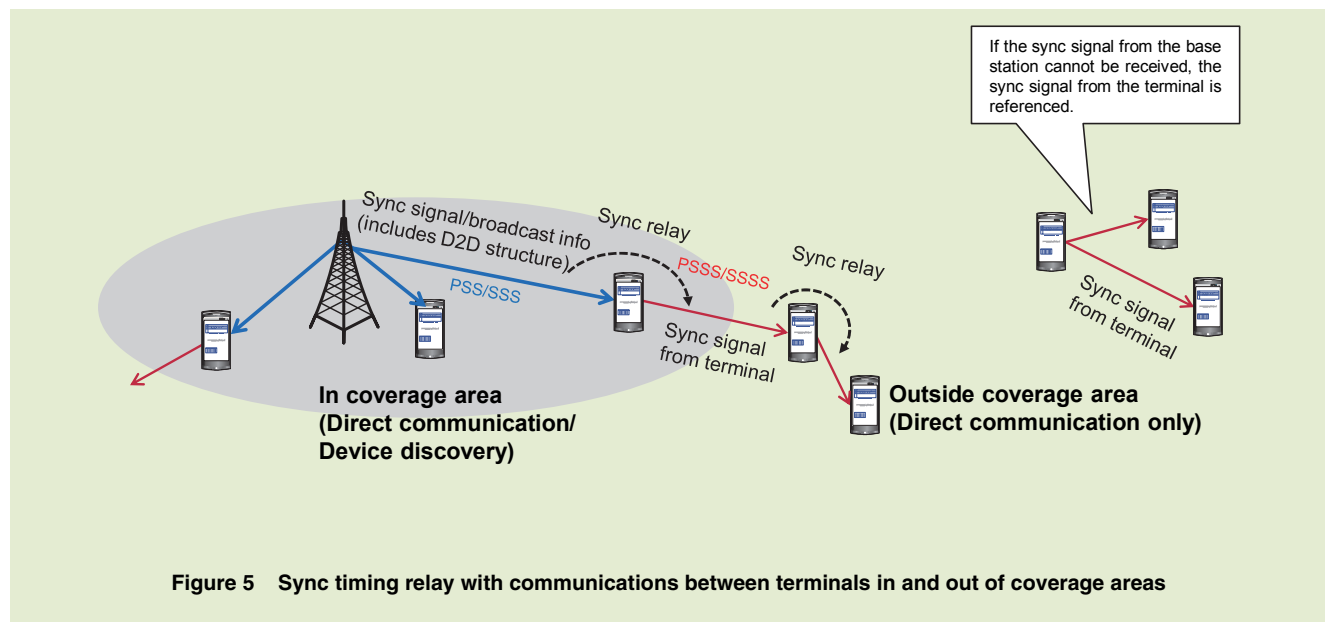 If the sync signal from the base
station cannot be received, the
sync signal from the terminal is
referenced.
Sync signal/broadcast info
(includes D2D structure)
Sync relay
PSS/SSS
PSSS/SSSS
Sync relay
Sync signal
from terminal
Sync signal
from terminal
In coverage area
(Direct communication/
Device discovery)
Outside coverage area
(Direct communication only)
Figure 5 Sync timing relay with communications between terminals in and out of coverage areas